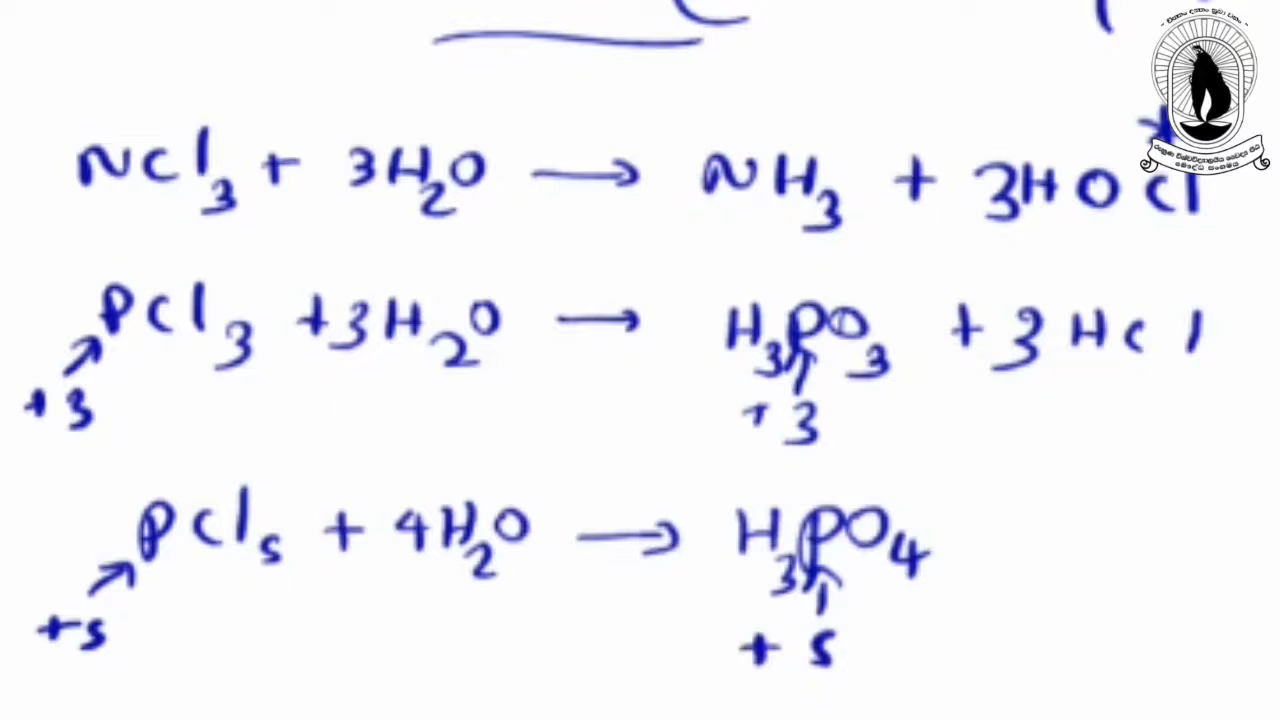 NCl₃ + 3H₂O → NH₃ + 3HOCl
PCl₃ + 3H₂O → H₃PO₃ + 3HCl
+3
+3
PCl₅ + 4H₂O → H₃PO₄
+5
+5